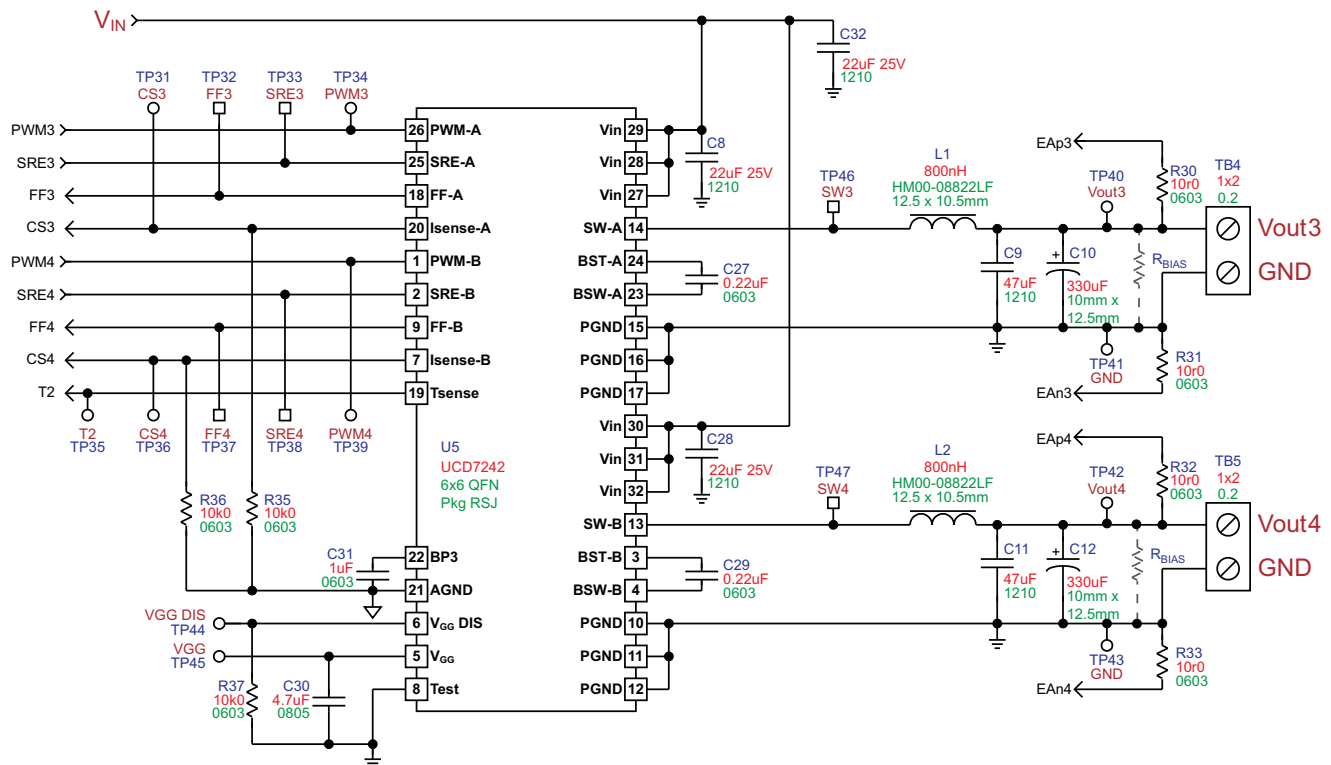 VIN
C32
22uF 25V
1210
TP31
CS3
TP32
FF3
TP33
SRE3
TP34
PWM3
PWM3
SRE3
FF3
CS3
PWM4
SRE4
FF4
CS4
T2
26 PWM-A
25 SRE-A
18 FF-A
20 Isense-A
1 PWM-B
2 SRE-B
9 FF-B
7 Isense-B
19 Tsense
22 BP3
21 AGND
6 VGG DIS
5 VGG
8 Test
Vin 29
Vin 28
Vin 27
SW-A 14
BST-A 24
BSW-A 23
PGND 15
PGND 16
PGND 17
Vin 30
Vin 31
Vin 32
SW-B 13
BST-B 3
BSW-B 4
PGND 10
PGND 11
PGND 12
U5
UCD7242
6x6 QFN
Pkg RSJ
T2
TP35
CS4
TP36
FF4
TP37
SRE4
TP38
PWM4
TP39
R36
10k0
0603
R35
10k0
0603
C31
1uF
0603
VGG DIS
TP44
VGG
TP45
R37
10k0
0603
C30
4.7uF
0805
C8
22uF 25V
1210
C27
0.22uF
0603
C28
22uF 25V
1210
C29
0.22uF
0603
TP46
SW3
L1
800nH
HM00-08822LF
12.5 x 10.5mm
C9
47uF
1210
C10
+
330uF
10mm x
12.5mm
TP40
Vout3
RBIAS
EAp3
R30
10r0
0603
TB4
1x2
0.2
Vout3
GND
TP41
GND
R31
10r0
0603
EAn3
TP47
SW4
L2
800nH
HM00-08822LF
12.5 x 10.5mm
C11
47uF
1210
C12
+
330uF
10mm x
12.5mm
TP42
Vout4
RBIAS
EAp4
R32
10r0
0603
TB5
1x2
0.2
Vout4
GND
TP43
GND
R33
10r0
0603
EAn4